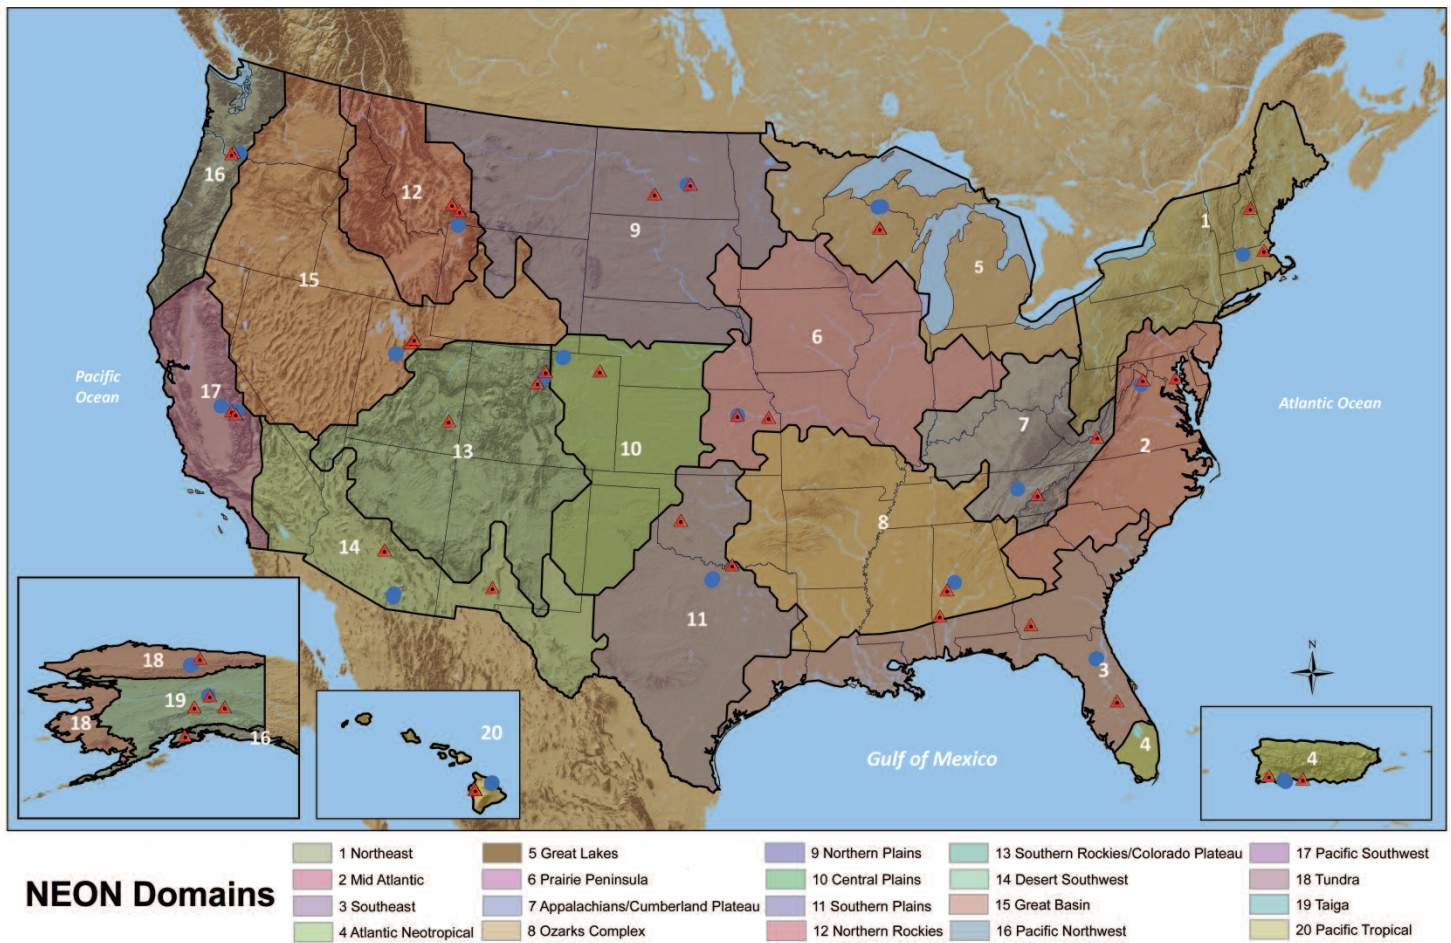 16
12
9
1
15
5
6
17
Pacific
Ocean
Atlantic Ocean
7
13
10
2
8
14
11
N
3
18
19
18
16
20
4
4
Gulf of Mexico
NEON Domains
1 Northeast
2 Mid Atlantic
3 Southeast
4 Atlantic Neotropical
5 Great Lakes
6 Prairie Peninsula
7 Appalachians/Cumberland Plateau
8 Ozarks Complex
9 Northern Plains
10 Central Plains
11 Southern Plains
12 Northern Rockies
13 Southern Rockies/Colorado Plateau
14 Desert Southwest
15 Great Basin
16 Pacific Northwest
17 Pacific Southwest
18 Tundra
19 Taiga
20 Pacific Tropical